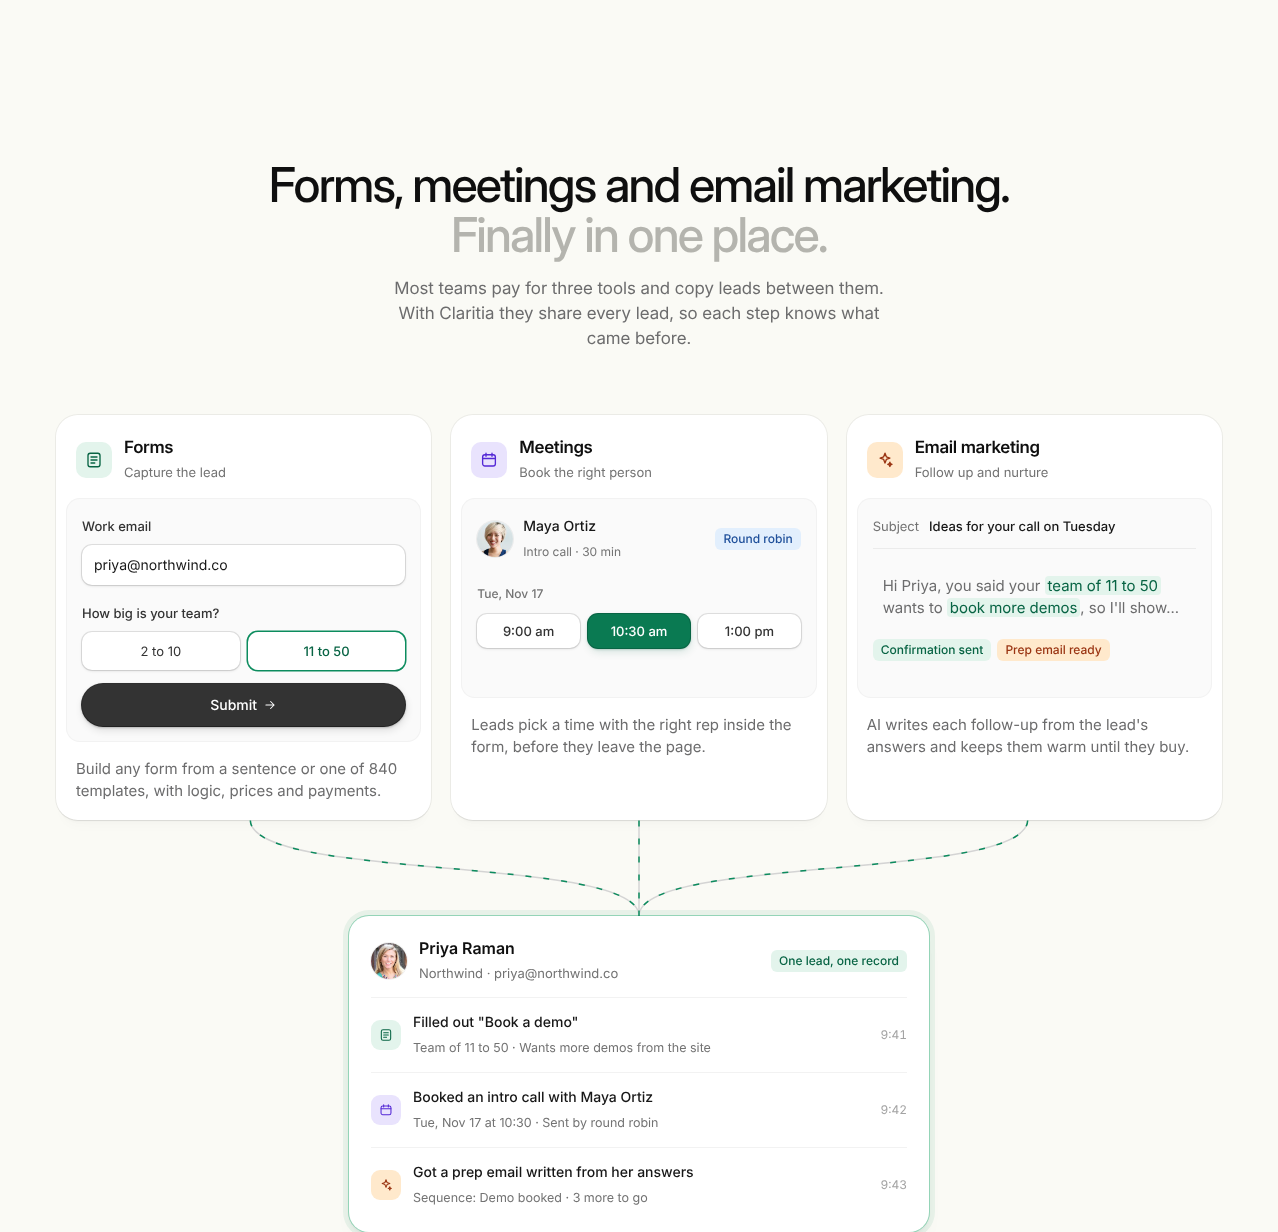 Forms, meetings and email marketing.
Finally in one place.
Most teams pay for three tools and copy leads between them.
With Claritia they share every lead, so each step knows what
came before.
Forms
Capture the lead
Work email
priya@northwind.co
How big is your team?
2 to 10
11 to 50
Submit →
Build any form from a sentence or one of 840
templates, with logic, prices and payments.
Meetings
Book the right person
Maya Ortiz
Intro call · 30 min
Round robin
Tue, Nov 17
9:00 am
10:30 am
1:00 pm
Leads pick a time with the right rep inside the
form, before they leave the page.
Email marketing
Follow up and nurture
Subject Ideas for your call on Tuesday
Hi Priya, you said your team of 11 to 50
wants to book more demos, so I'll show...
Confirmation sent
Prep email ready
AI writes each follow-up from the lead's
answers and keeps them warm until they buy.
Priya Raman
Northwind · priya@northwind.co
One lead, one record
Filled out "Book a demo"
Team of 11 to 50 · Wants more demos from the site
9:41
Booked an intro call with Maya Ortiz
Tue, Nov 17 at 10:30 · Sent by round robin
9:42
Got a prep email written from her answers
Sequence: Demo booked · 3 more to go
9:43